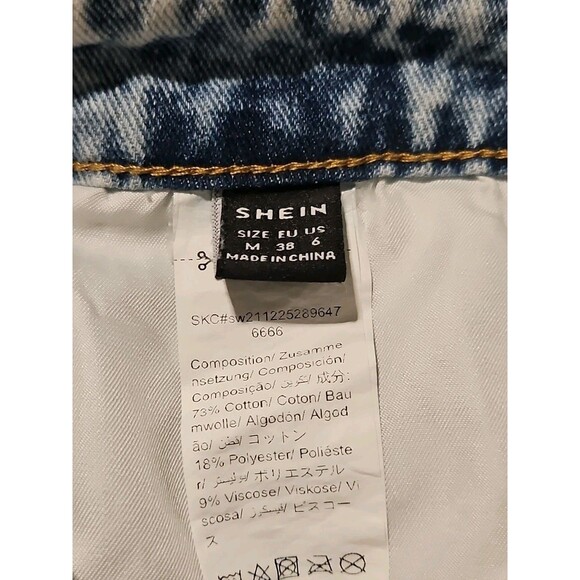 SHEIN
SIZE EU US
M 38 6
MADE IN CHINA
SKC#sw211225289647
6666
Composition/ Zusamme
nsetzung/ Composición/
Composição/ تكوين/ 成分:
73% Cotton/ Coton/ Bau
mwolle/ Algodón/ Algod
ão/ قطن/ コットン
18% Polyester/ Poliéste
r/ بوليستر/ ポリエステル
9% Viscose/ Viskose/ Vi
scosa/ فيسكوز/ ビスコー
ス